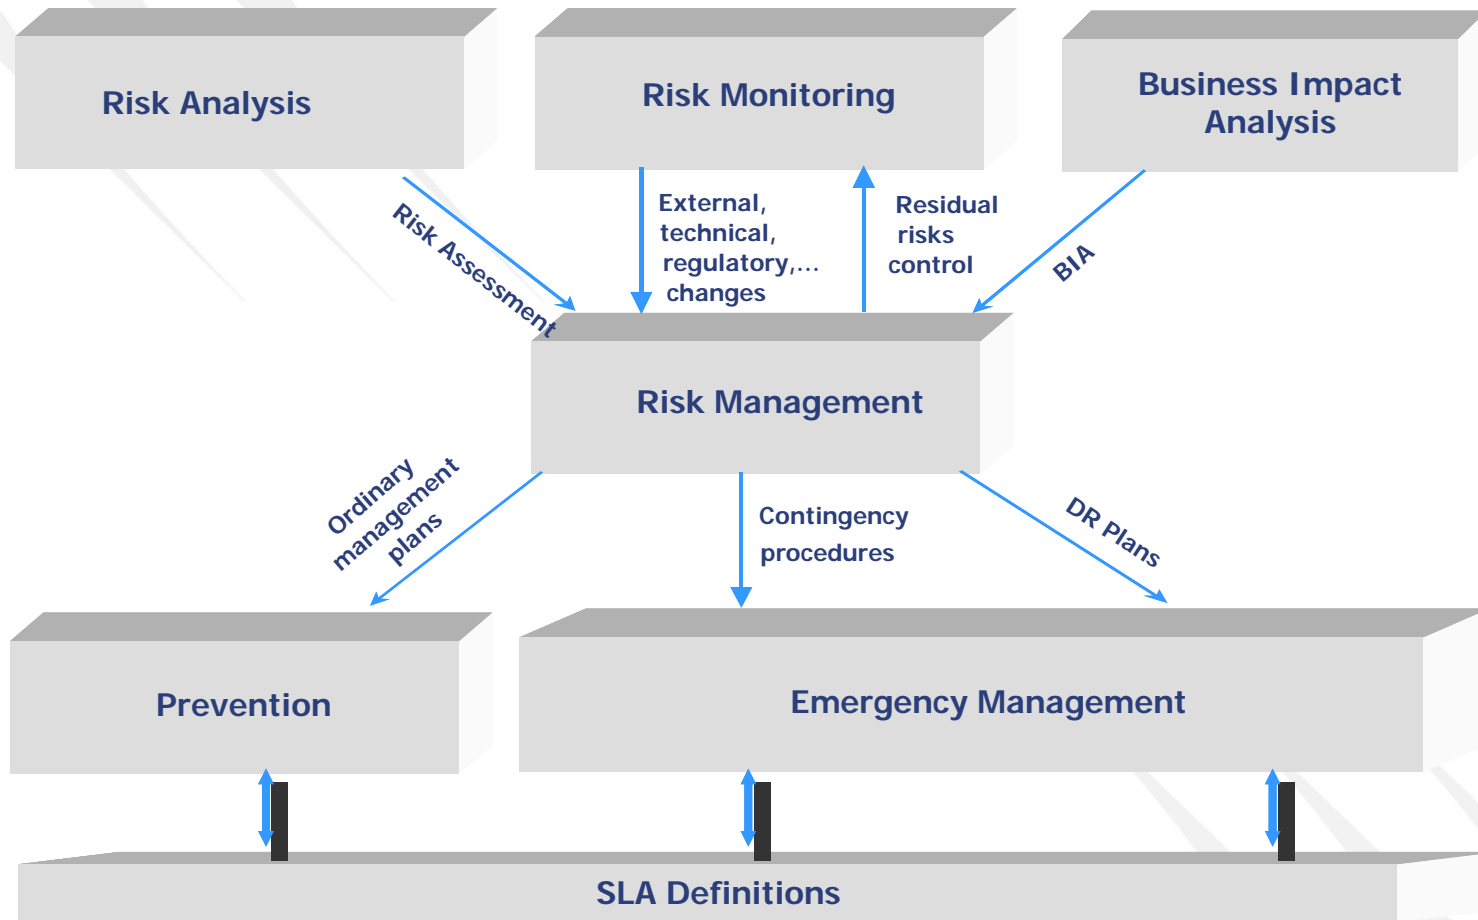 Risk Analysis
Risk Monitoring
Business Impact
Analysis
Risk Assessment
External,
technical,
regulatory,...
changes
Residual
risks
control
BIA
Risk Management
Ordinary
management
plans
Contingency
procedures
DR Plans
Prevention
Emergency Management
SLA Definitions